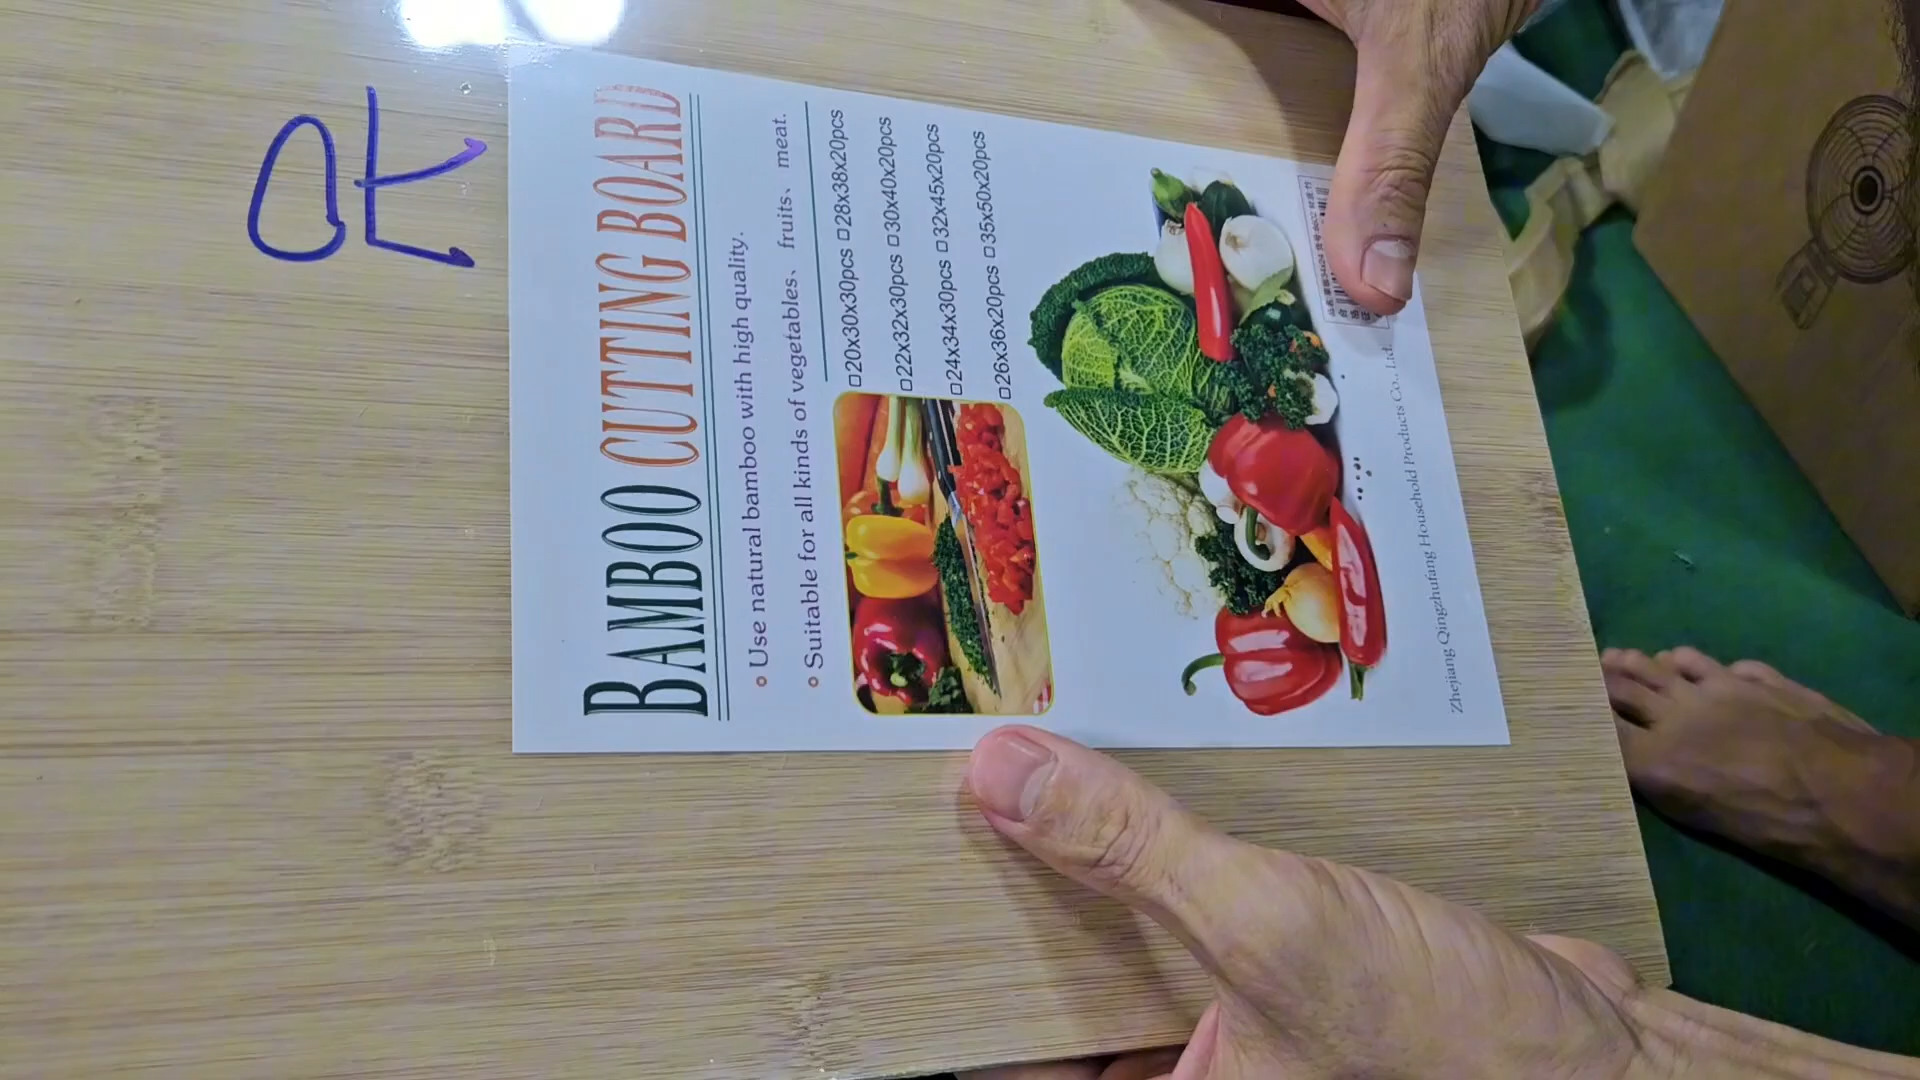 OK
BAMBOO CUTTING BOARD
Use natural bamboo with high quality.
Suitable for all kinds of vegetables、 fruits、 meat.
□20x30x30pcs □28x38x20pcs
□22x32x30pcs □30x40x20pcs
□24x34x30pcs □32x45x20pcs
□26x36x20pcs □35x50x20pcs
Zhejiang Qingzhufang Household Products Co., Ltd.